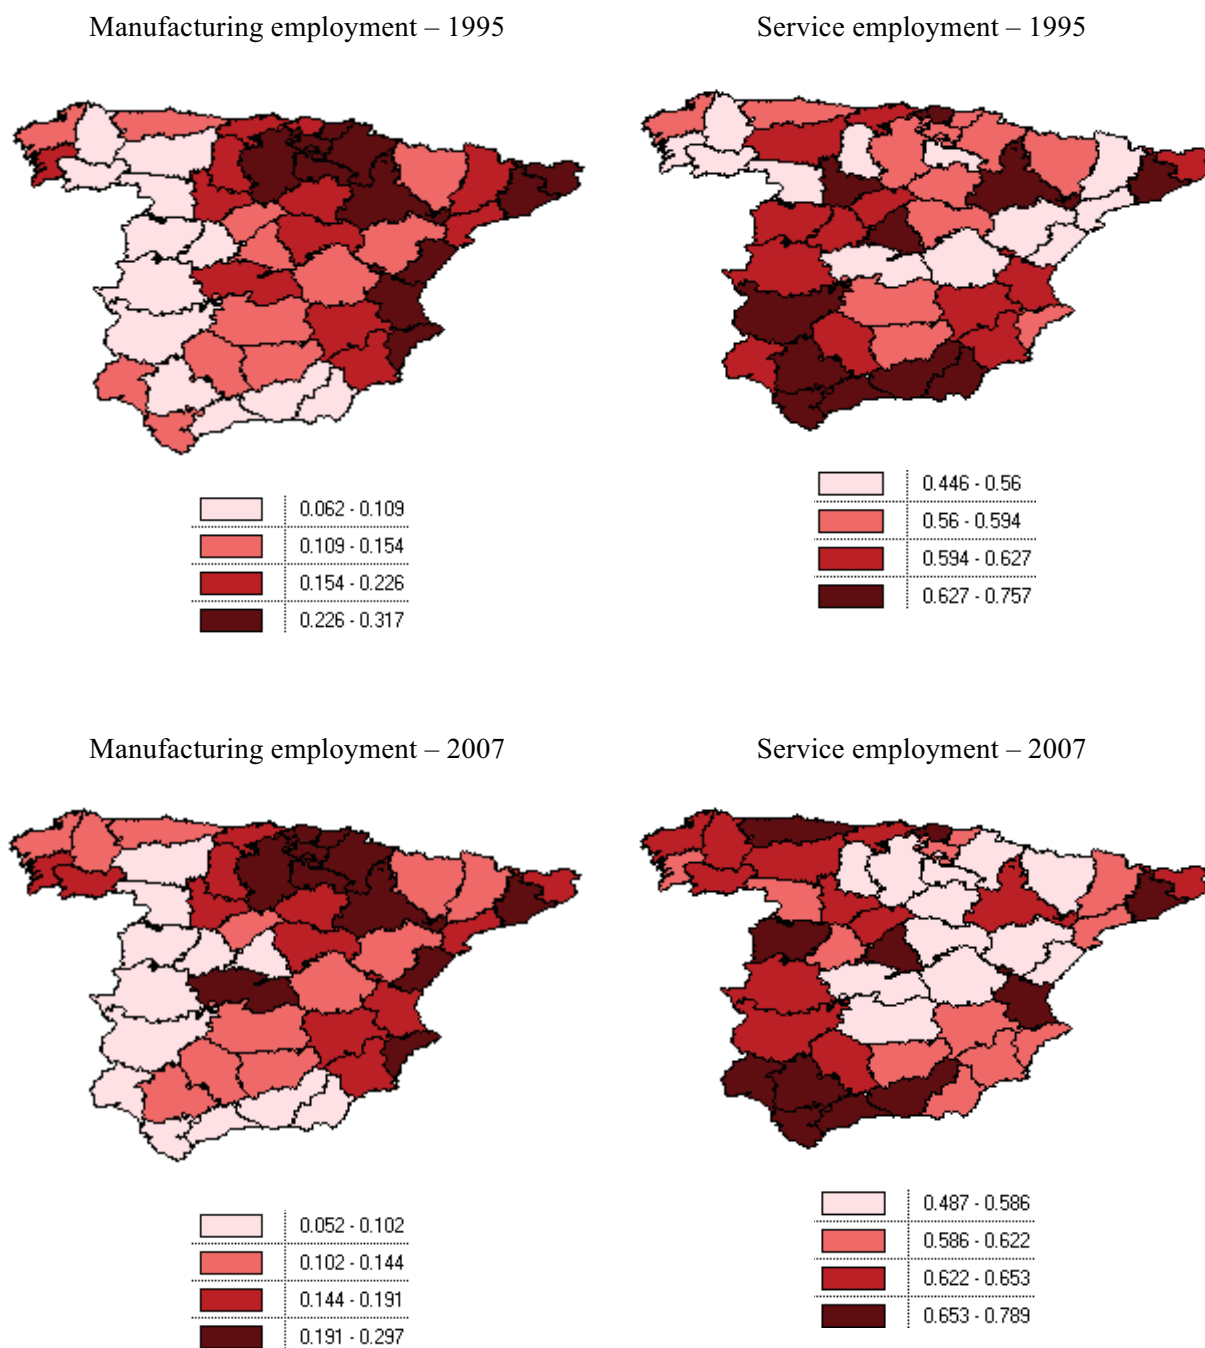 Manufacturing employment – 1995
Service employment – 1995
0.062 - 0.109
0.109 - 0.154
0.154 - 0.226
0.226 - 0.317
0.446 - 0.56
0.56 - 0.594
0.594 - 0.627
0.627 - 0.757
Manufacturing employment – 2007
Service employment – 2007
0.052 - 0.102
0.102 - 0.144
0.144 - 0.191
0.191 - 0.297
0.487 - 0.586
0.586 - 0.622
0.622 - 0.653
0.653 - 0.789